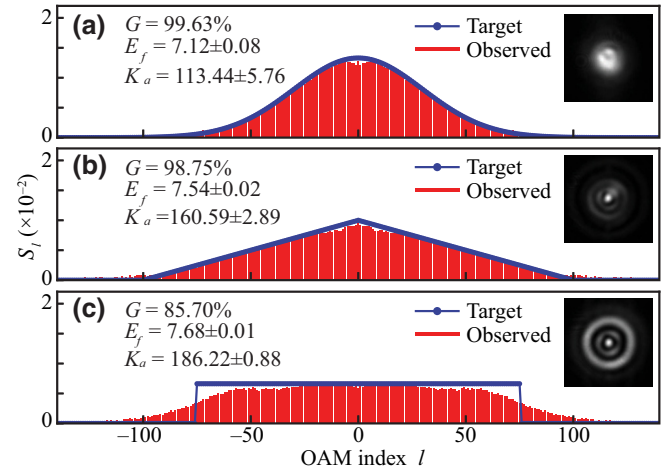 2
(a)
G = 99.63%
E_f = 7.12±0.08
K_a = 113.44±5.76
Target
Observed
1
0
2
(b)
G = 98.75%
E_f = 7.54±0.02
K_a =160.59±2.89
Target
Observed
1
0
S_l (×10⁻²)
2
(c)
G = 85.70%
E_f = 7.68±0.01
K_a = 186.22±0.88
Target
Observed
0
−100 −50 0 50 100
OAM index l